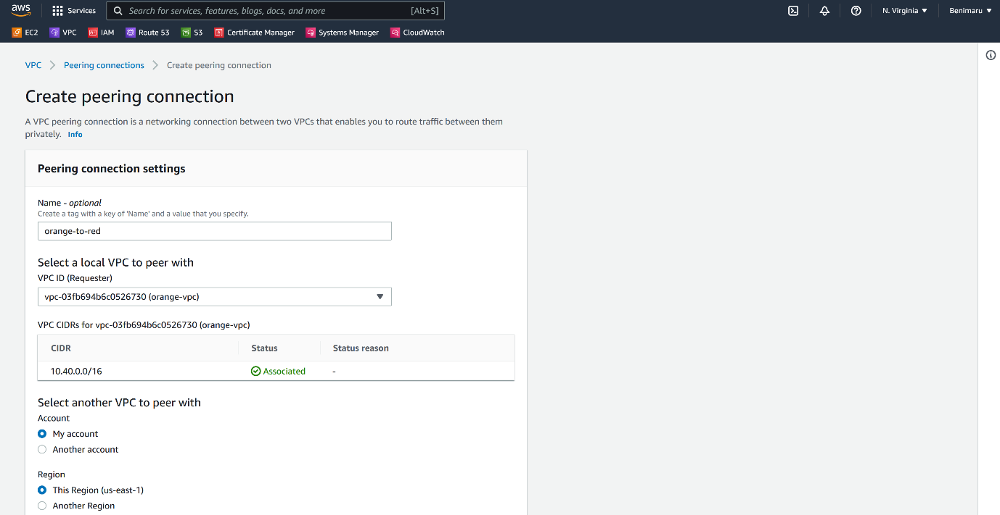 aws Services Search for services, features, blogs, docs, and more [Alt+S] N. Virginia ▼ Benimaru ▼
EC2 VPC IAM Route 53 S3 Certificate Manager Systems Manager CloudWatch
VPC > Peering connections > Create peering connection
Create peering connection
A VPC peering connection is a networking connection between two VPCs that enables you to route traffic between them
privately. Info
Peering connection settings
Name - optional
Create a tag with a key of 'Name' and a value that you specify.
orange-to-red
Select a local VPC to peer with
VPC ID (Requester)
vpc-03fb694b6c0526730 (orange-vpc)
VPC CIDRs for vpc-03fb694b6c0526730 (orange-vpc)
CIDR Status Status reason
10.40.0.0/16 Associated -
Select another VPC to peer with
Account
My account
Another account
Region
This Region (us-east-1)
Another Region